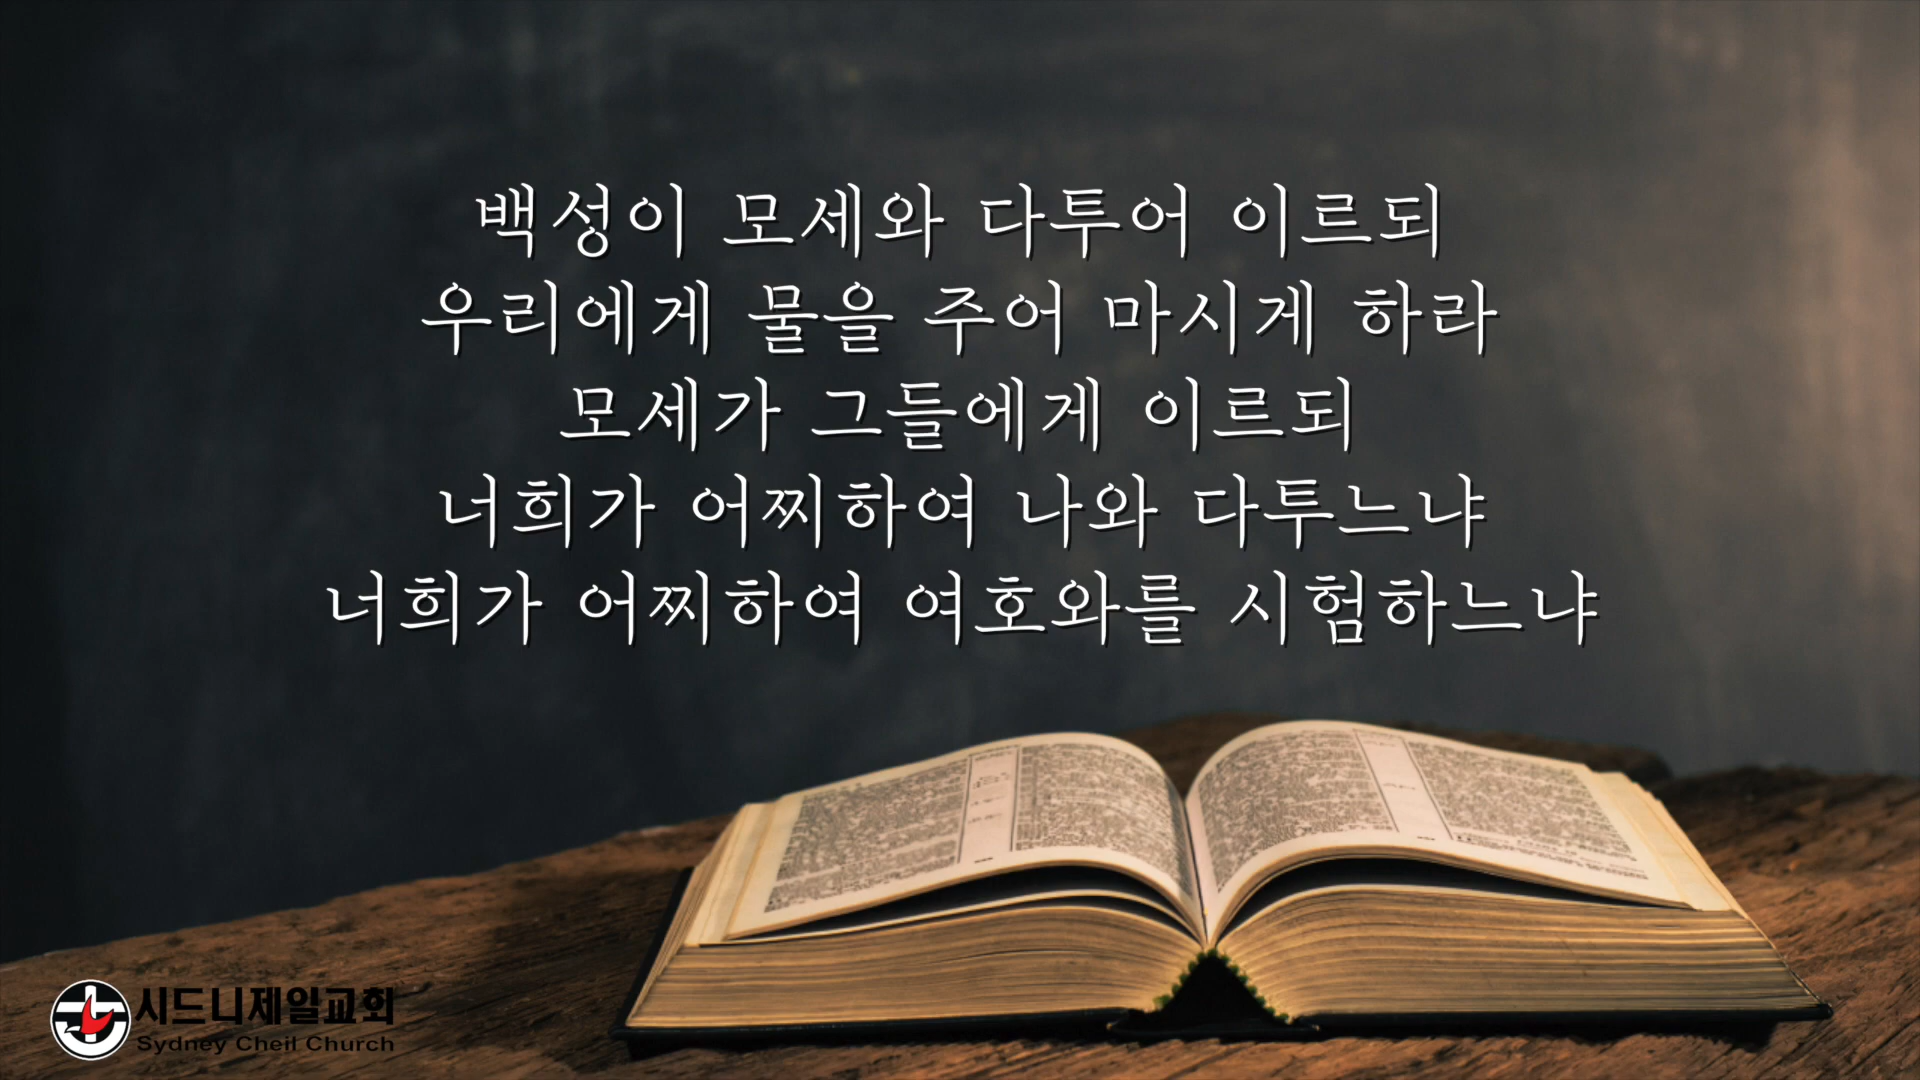 백성이 모세와 다투어 이르되
우리에게 물을 주어 마시게 하라
모세가 그들에게 이르되
너희가 어찌하여 나와 다투느냐
너희가 어찌하여 여호와를 시험하느냐
시드니제일교회
Sydney Cheil Church